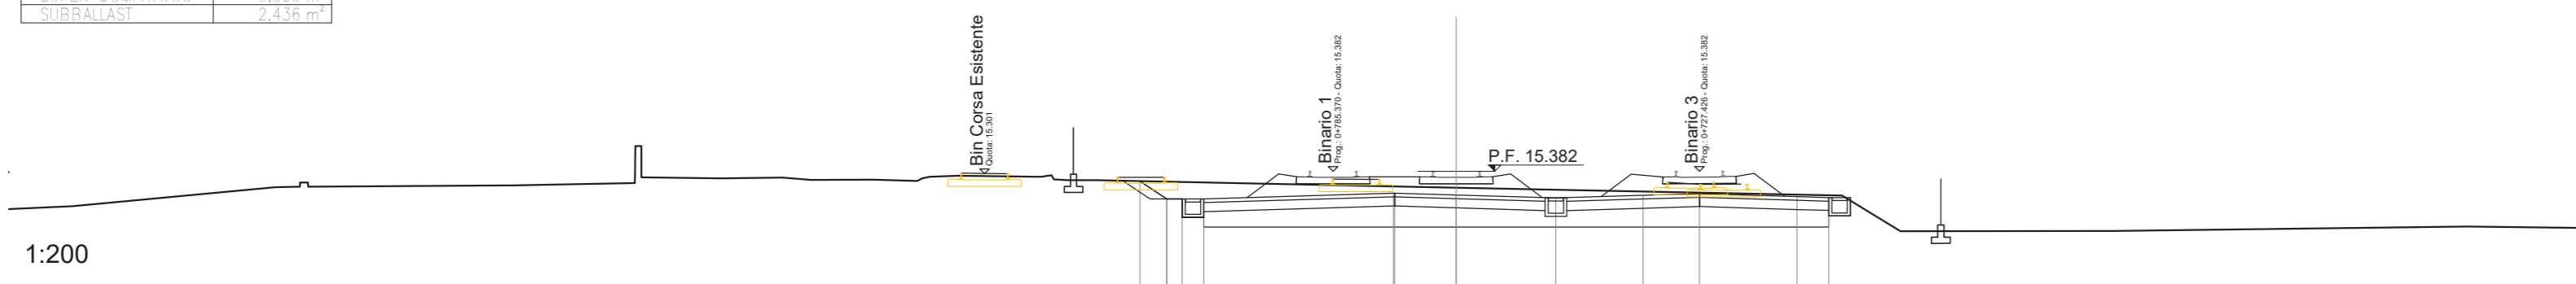 SUBBALLAST 2.436 m²
Bin Corsa Esistente
Quota: 15.301
Binario 1
Prog.: 0+785.370 - Quota: 15.382
P.F. 15.382
Binario 3
Prog.: 0+727.426 - Quota: 15.382
1:200